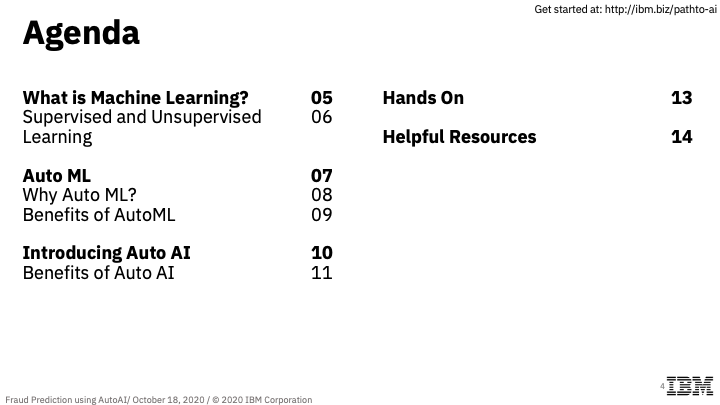 Get started at: http://ibm.biz/pathto-ai
Agenda
What is Machine Learning? 05
Supervised and Unsupervised 06
Learning
Auto ML 07
Why Auto ML? 08
Benefits of AutoML 09
Introducing Auto AI 10
Benefits of Auto AI 11
Hands On 13
Helpful Resources 14
4 IBM
Fraud Prediction using AutoAI/ October 18, 2020 / © 2020 IBM Corporation